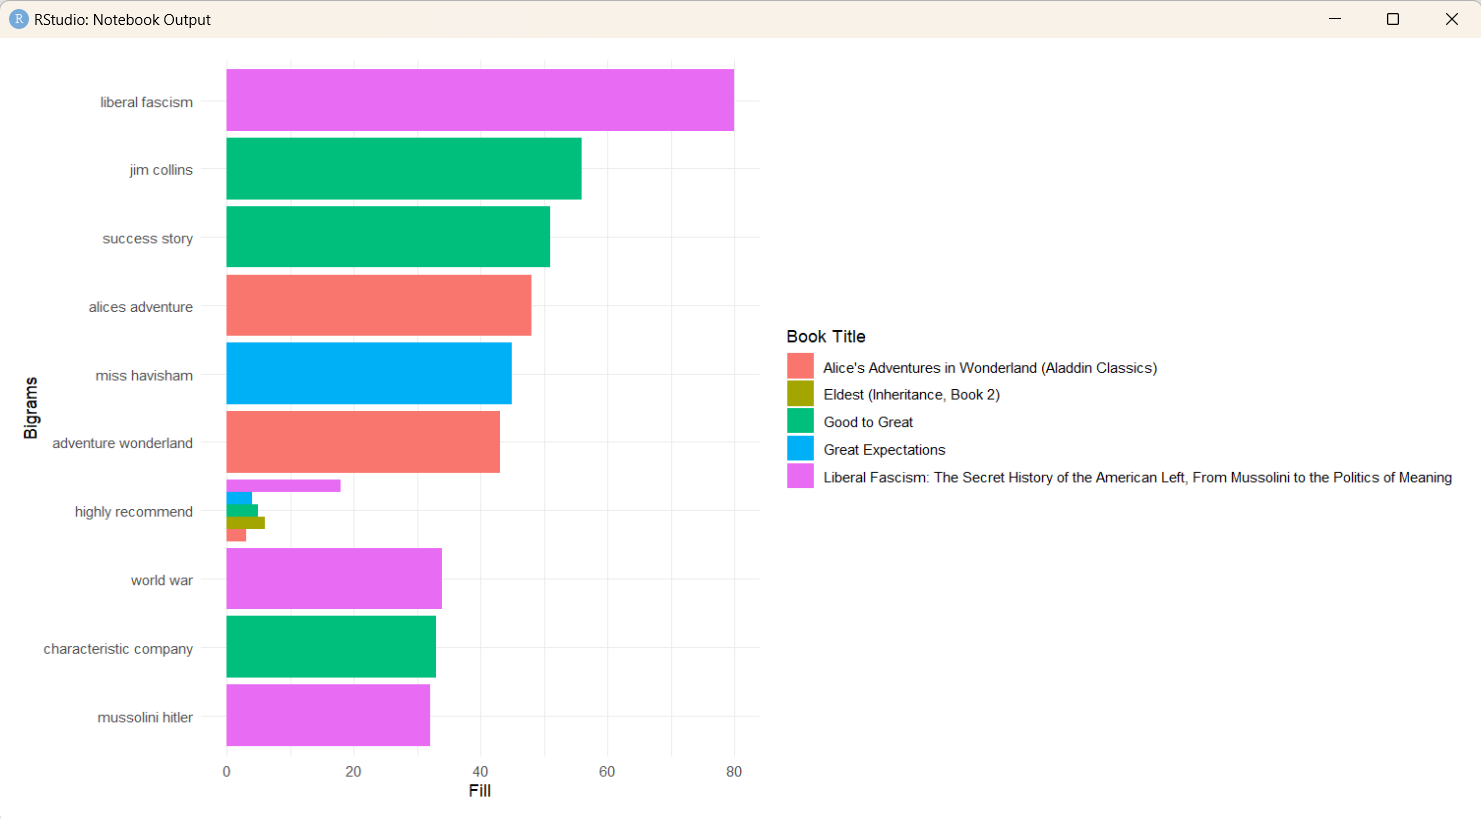 RStudio: Notebook Output
liberal fascism
jim collins
success story
alices adventure
miss havisham
adventure wonderland
highly recommend
world war
characteristic company
mussolini hitler
Bigrams
0 20 40 60 80
Fill
Book Title
Alice's Adventures in Wonderland (Aladdin Classics)
Eldest (Inheritance, Book 2)
Good to Great
Great Expectations
Liberal Fascism: The Secret History of the American Left, From Mussolini to the Politics of Meaning